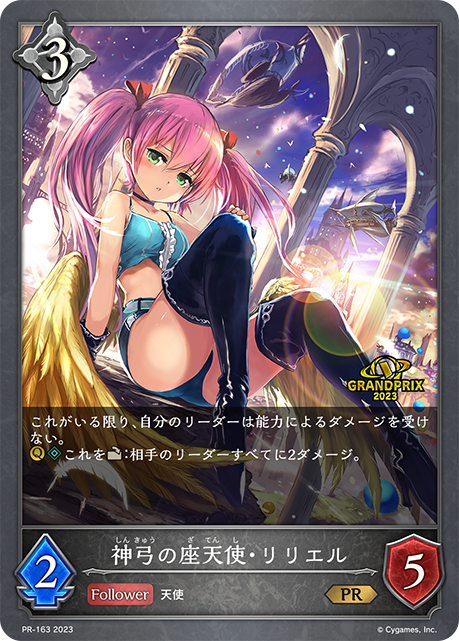 3
GRANDPRIX
2023
これがいる限り、自分のリーダーは能力によるダメージを受け
ない。
Q これを:相手のリーダーすべてに2ダメージ。
しんきゅう ざ てん し
神弓の座天使・リリエル
2
5
Follower 天使
PR
PR-163 2023
© Cygames, Inc.